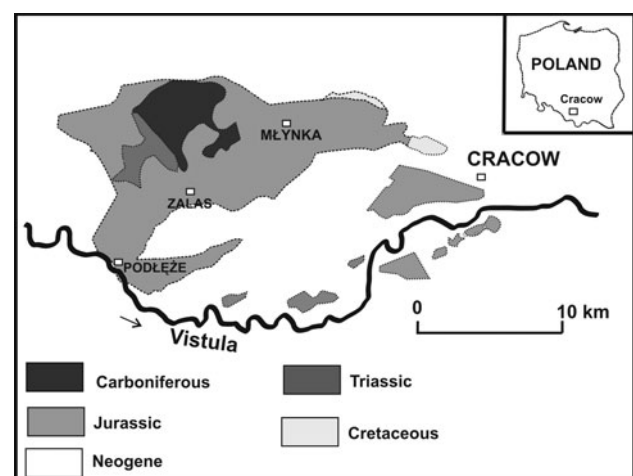 POLAND
Cracow
MŁYNKA
CRACOW
ZALAS
PODŁĘŻE
0 10 km
Vistula
Carboniferous
Triassic
Jurassic
Cretaceous
Neogene